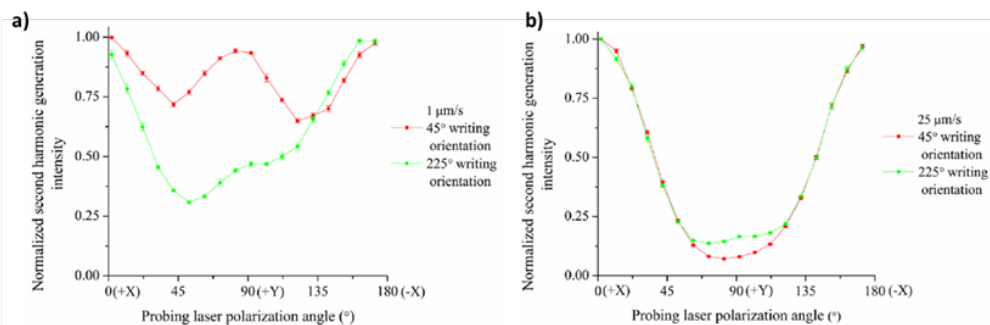 a)
Normalized second harmonic generation
intensity
1.00
0.75
0.50
0.25
0.00
1 μm/s
45° writing
orientation
225° writing
orientation
0(+X) 45 90(+Y) 135 180(-X)
Probing laser polarization angle (°)
b)
Normalized second harmonic generation
intensity
1.00
0.75
0.50
0.25
0.00
25 μm/s
45° writing
orientation
225° writing
orientation
0(+X) 45 90(+Y) 135 180(-X)
Probing laser polarization angle (°)